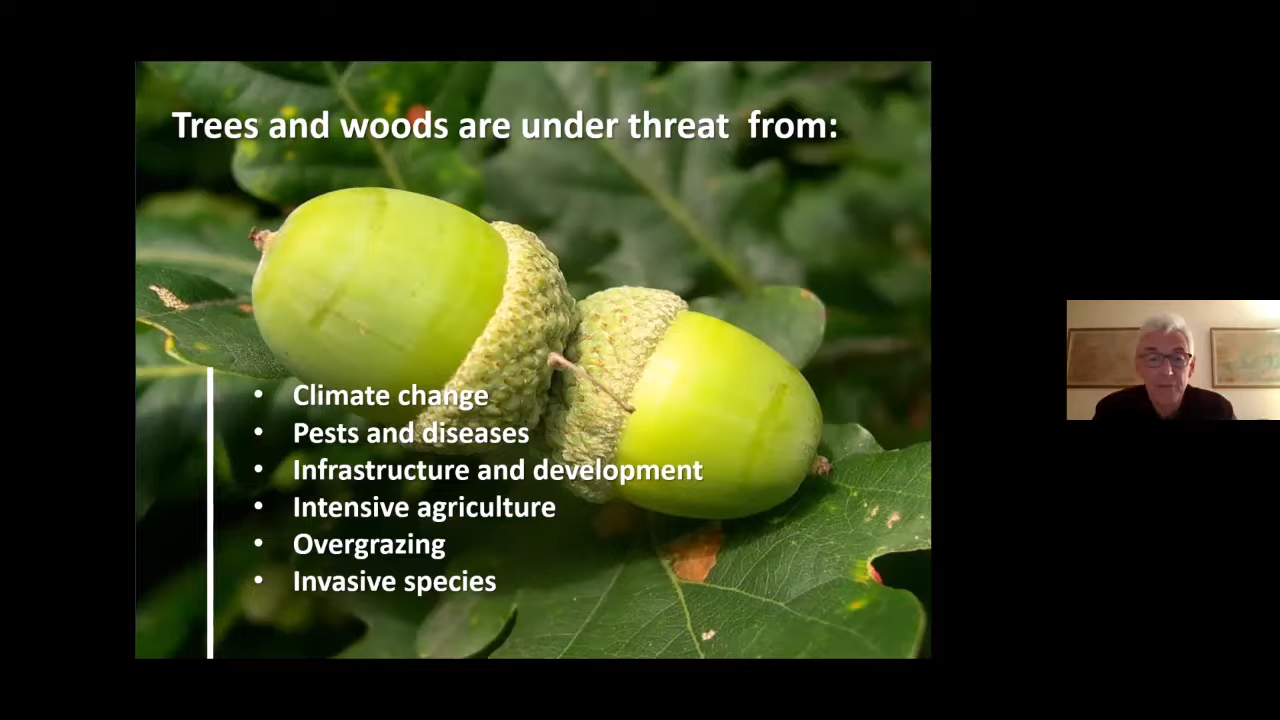 Trees and woods are under threat  from:
• Climate change
• Pests and diseases
• Infrastructure and development
• Intensive agriculture
• Overgrazing
• Invasive species